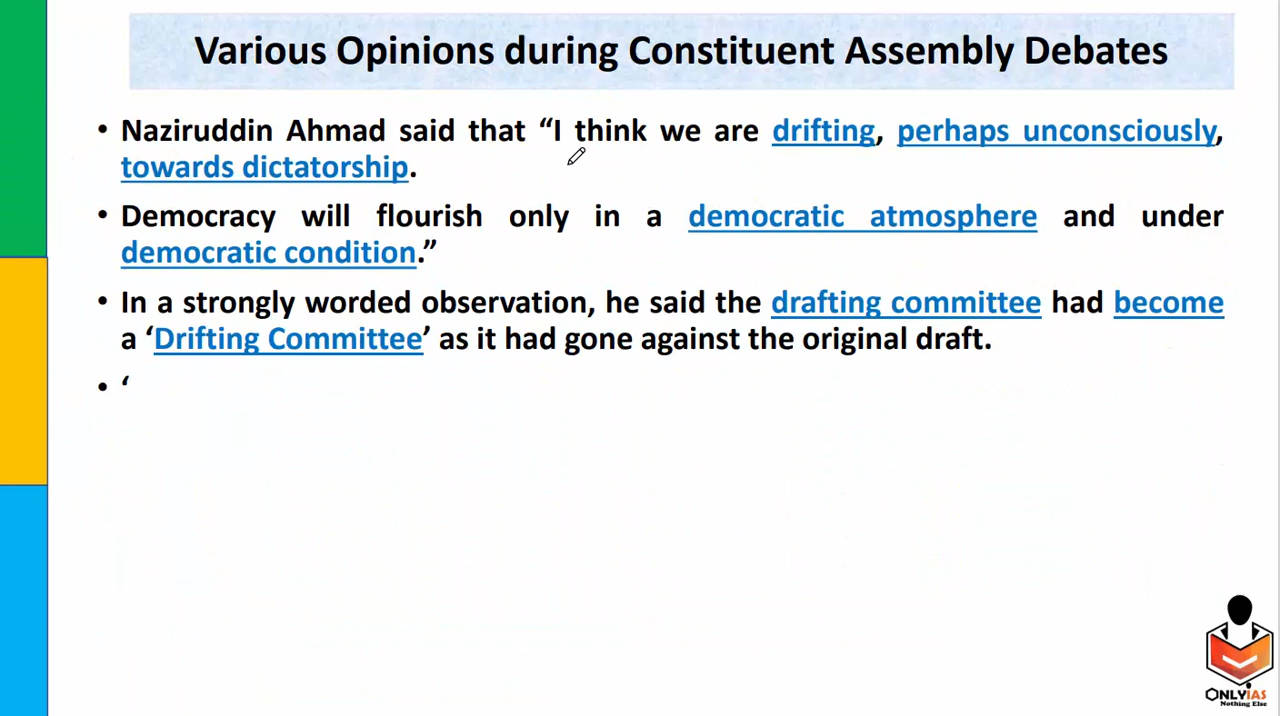 Various Opinions during Constituent Assembly Debates
• Naziruddin Ahmad said that “I think we are drifting, perhaps unconsciously,
towards dictatorship.
• Democracy will flourish only in a democratic atmosphere and under
democratic condition.”
• In a strongly worded observation, he said the drafting committee had become
a ‘Drifting Committee’ as it had gone against the original draft.
• ‘
ONLYIAS
Nothing Else